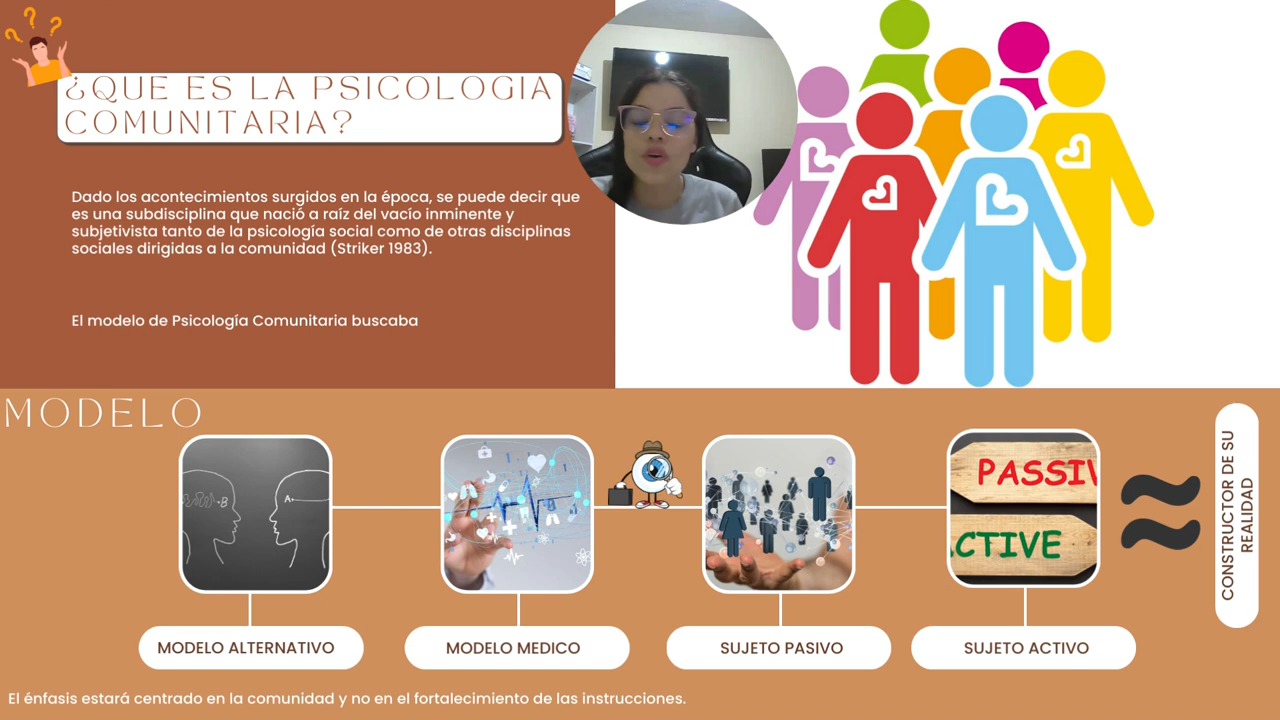 ¿QUE ES LA PSICOLOGIA
COMUNITARIA?
Dado los acontecimientos surgidos en la época, se puede decir que
es una subdisciplina que nació a raíz del vacío inminente y
subjetivista tanto de la psicología social como de otras disciplinas
sociales dirigidas a la comunidad (Striker 1983).
El modelo de Psicología Comunitaria buscaba
MODELO
B
A
PASSIV
CTIVE
CONSTRUCTOR DE SU
REALIDAD
MODELO ALTERNATIVO
MODELO MEDICO
SUJETO PASIVO
SUJETO ACTIVO
El énfasis estará centrado en la comunidad y no en el fortalecimiento de las instrucciones.